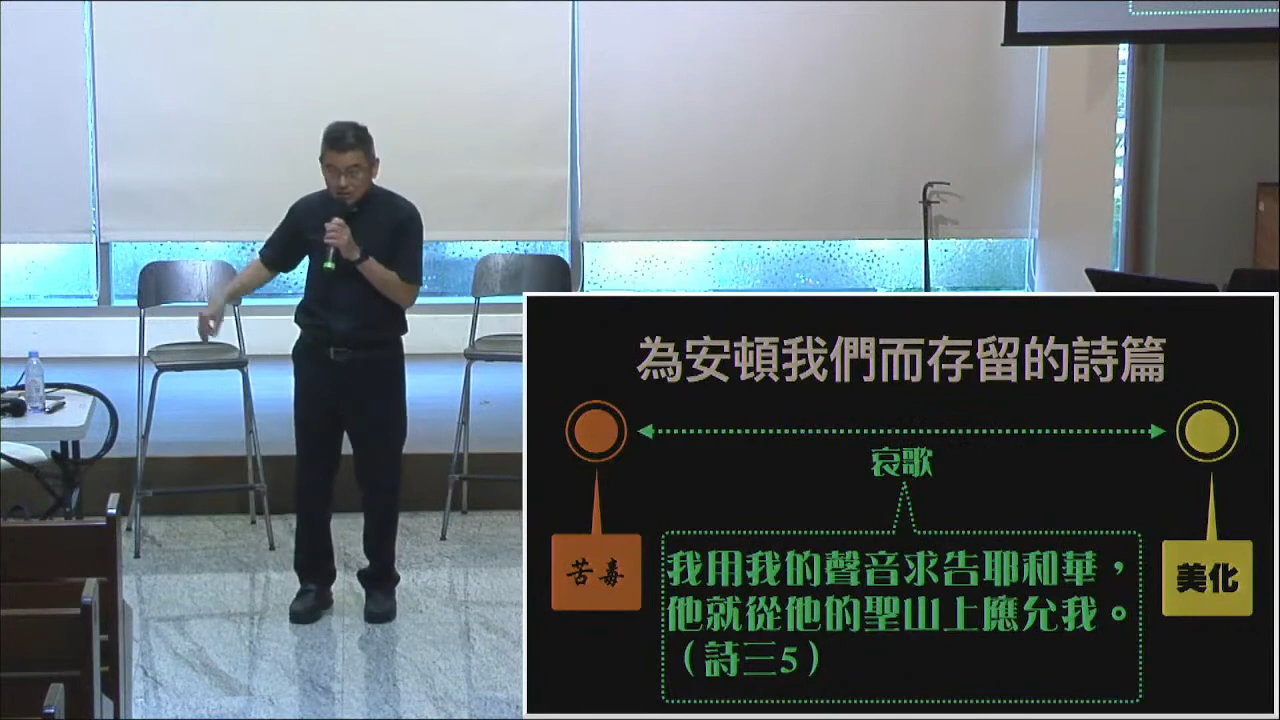 為安頓我們而存留的詩篇
哀歌
苦毒
我用我的聲音求告耶和華，
他就從他的聖山上應允我。
（詩三5）
美化